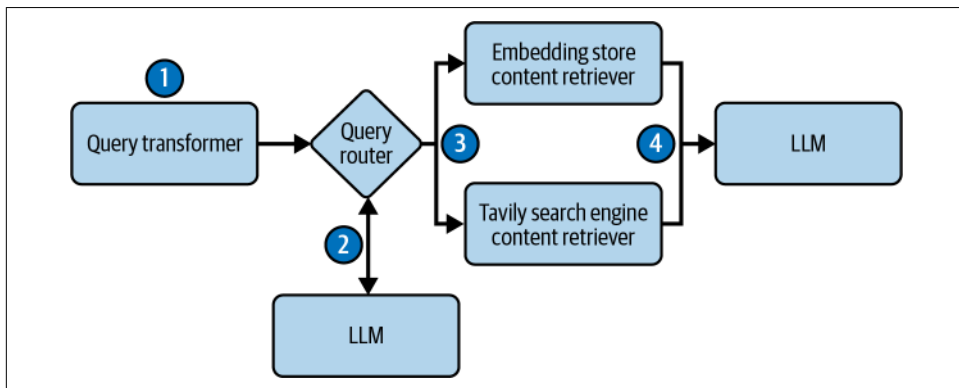 1
Query transformer
Query
router
2
LLM
3
Embedding store
content retriever
Tavily search engine
content retriever
4
LLM